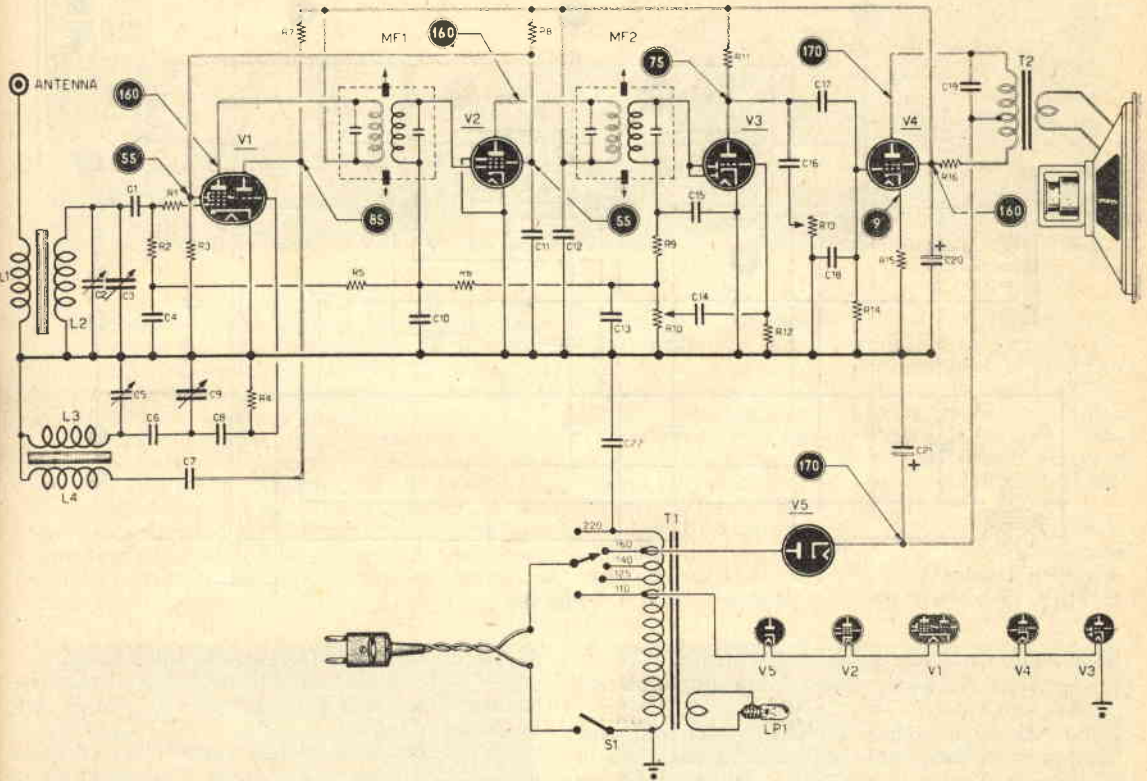 R7
R8
MF1
160
MF2
75
R11
170
T2
ANTENNA
C17
C19
160
V1
V2
V3
V4
55
C1
R1
85
55
C16
R16
160
R13
9
L1
L2
C2
C3
R2
R3
C11
C12
C15
C18
R15
C20
+
C4
R5
R6
R9
C10
C13
R10
C14
R12
R14
C5
C9
R4
L3
C6
C8
C7
L4
C22
C21
+
170
V5
220
T1
160
140
125
110
V5
V2
V1
V4
V3
S1
LP1